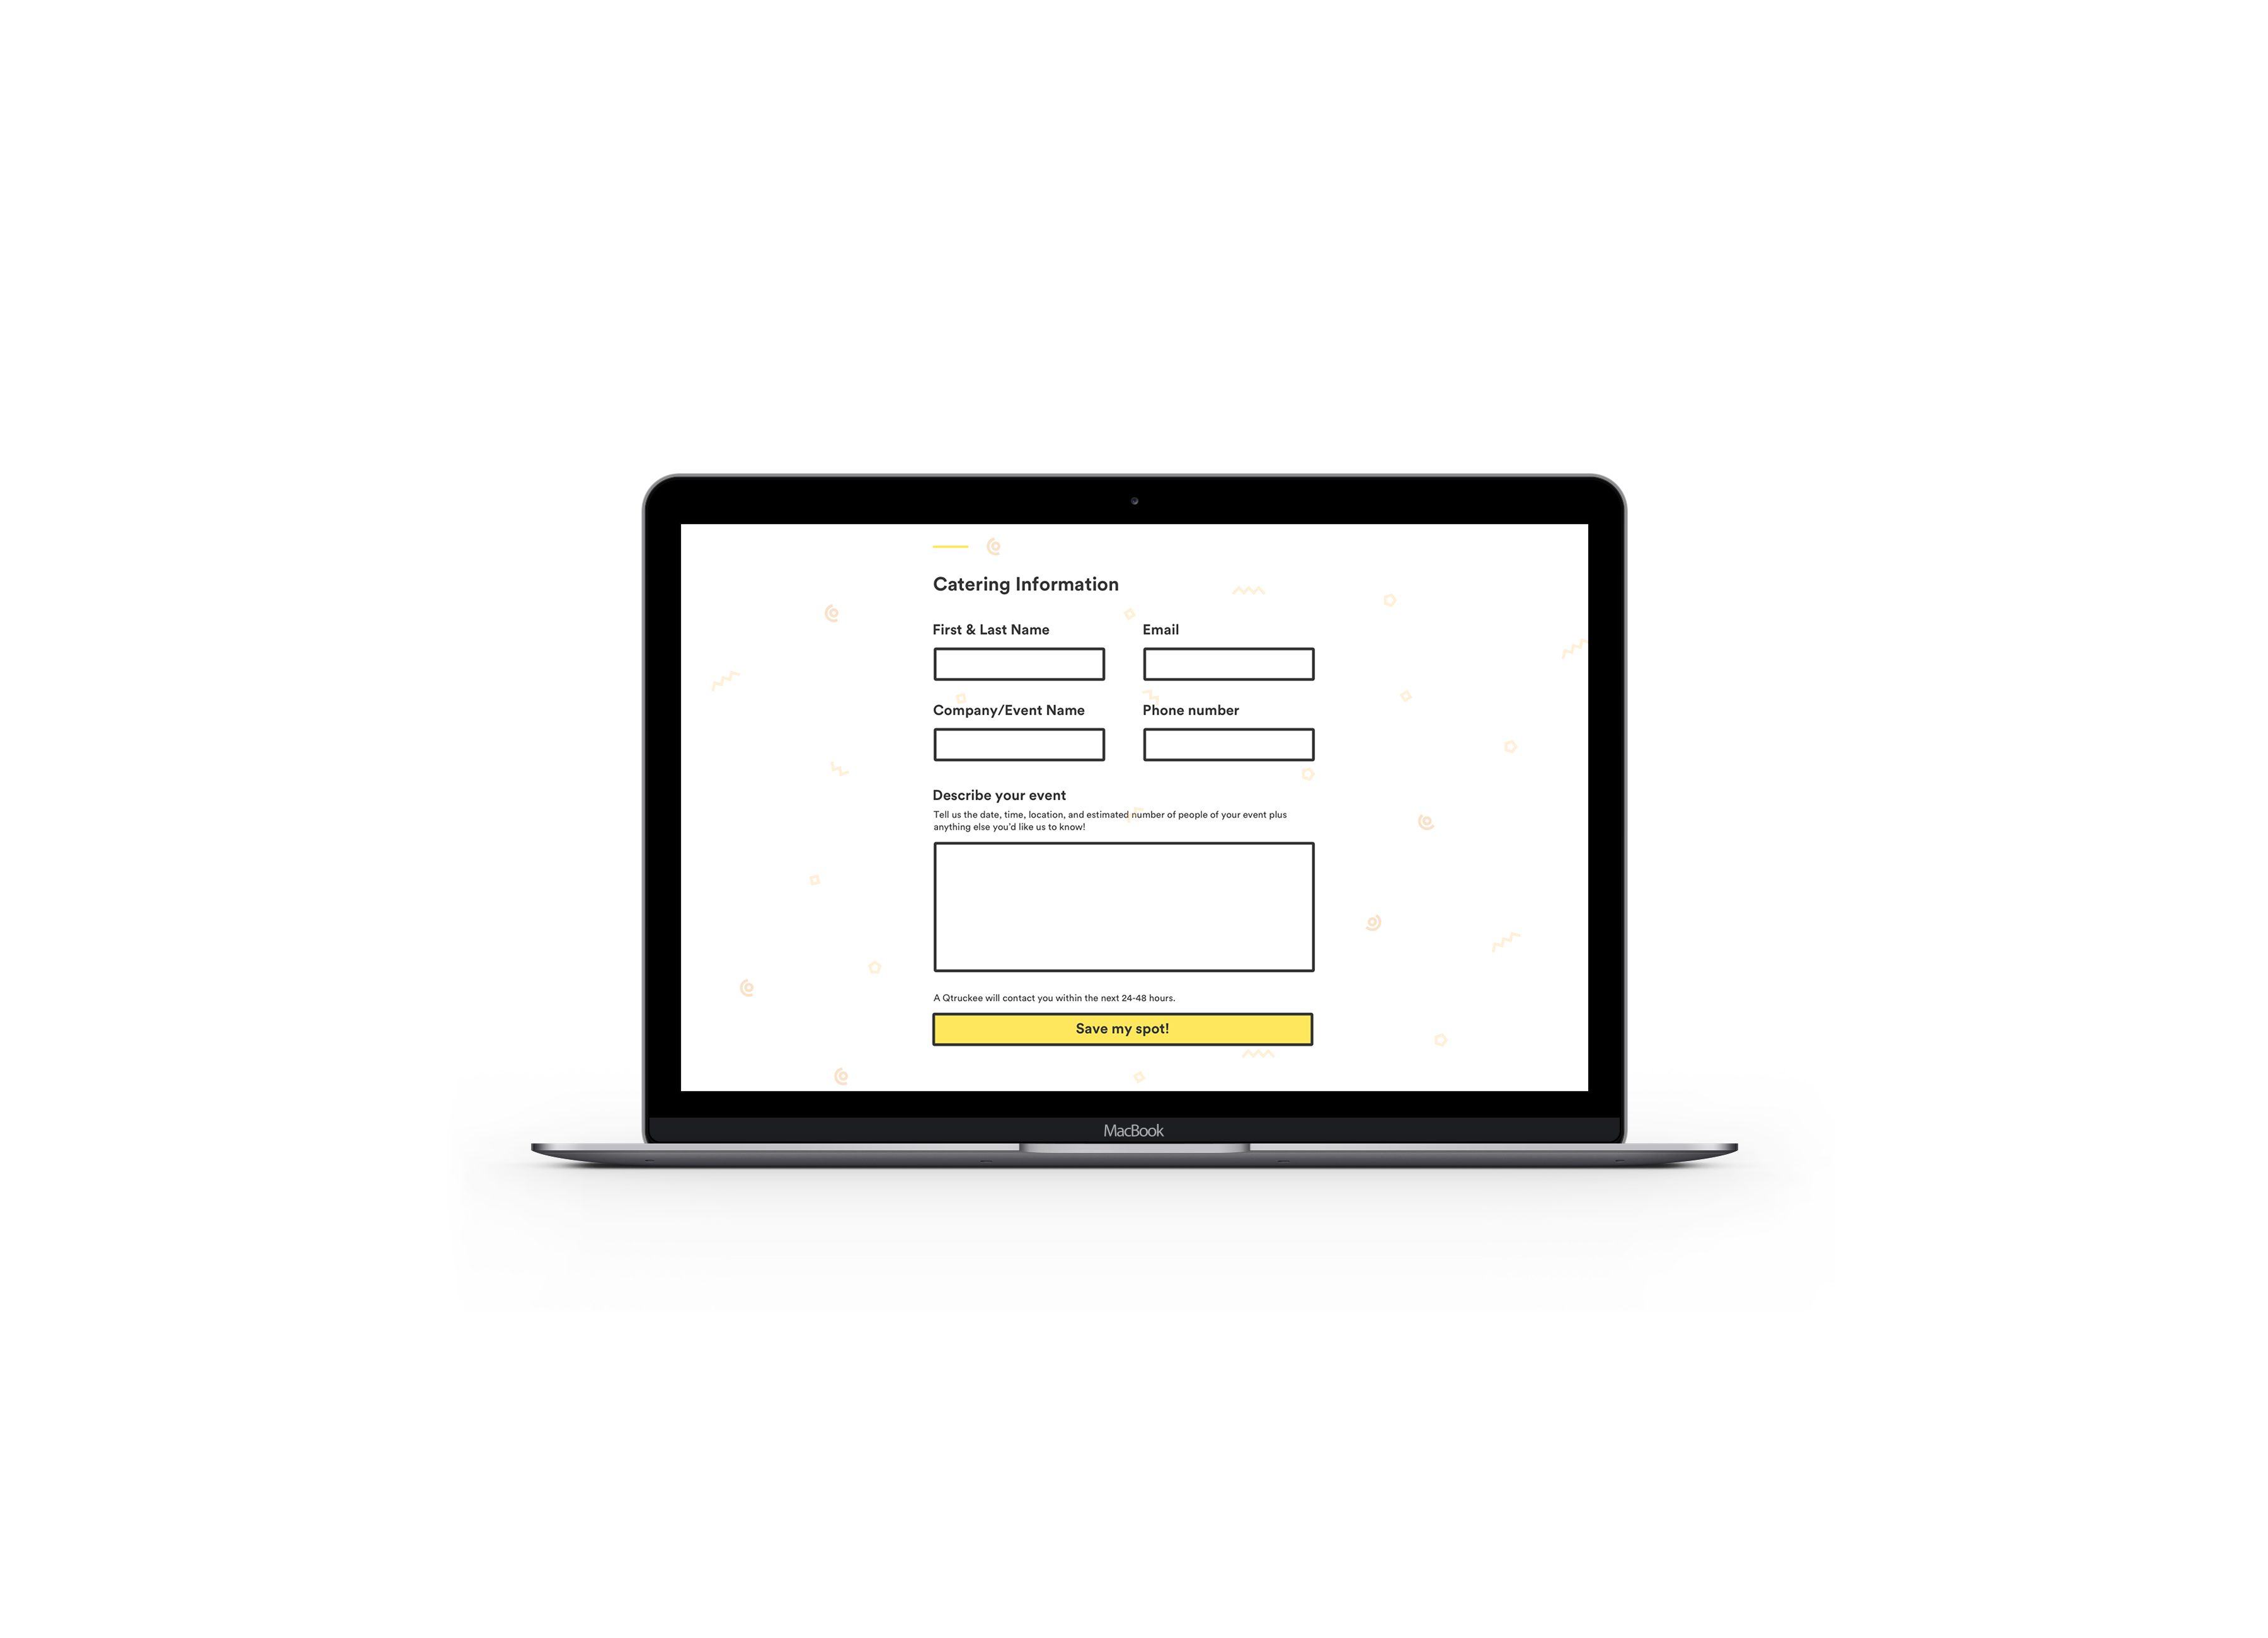 Catering Information
First & Last Name
Email
Company/Event Name
Phone number
Describe your event
Tell us the date, time, location, and estimated number of people of your event plus
anything else you'd like us to know!
A Qtruckee will contact you within the next 24-48 hours.
Save my spot!
MacBook